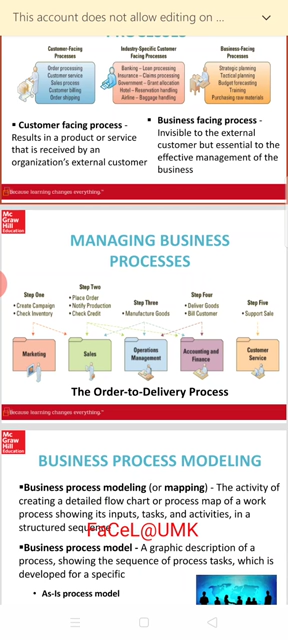 This account does not allow editing on ...
PROCESSES
Customer-Facing
Processes
Industry-Specific Customer
Facing Processes
Business-Facing
Processes
Order processing
Customer service
Sales process
Customer billing
Order shipping
Banking – Loan processing
Insurance – Claims processing
Government – Grant allocation
Hotel – Reservation handling
Airline – Baggage handling
Strategic planning
Tactical planning
Budget forecasting
Training
Purchasing raw materials
▪ Customer facing process -
Results in a product or service
that is received by an
organization's external customer
▪ Business facing process -
Invisible to the external
customer but essential to the
effective management of the
business
Because learning changes everything.®
Mc
Graw
Hill
Education
MANAGING BUSINESS
PROCESSES
Step One
• Create Campaign
• Check Inventory
Step Two
• Place Order
• Notify Production
• Check Credit
Step Three
• Manufacture Goods
Step Four
• Deliver Goods
• Bill Customer
Step Five
• Support Sale
Marketing
Sales
Operations
Management
Accounting and
Finance
Customer
Service
The Order-to-Delivery Process
Because learning changes everything.®
Mc
Graw
Hill
Education
BUSINESS PROCESS MODELING
▪Business process modeling (or mapping) - The activity of
creating a detailed flow chart or process map of a work
process showing its inputs, tasks, and activities, in a
structured sequence
FaCeL@UMK
▪Business process model - A graphic description of a
process, showing the sequence of process tasks, which is
developed for a specific
• As-Is process model